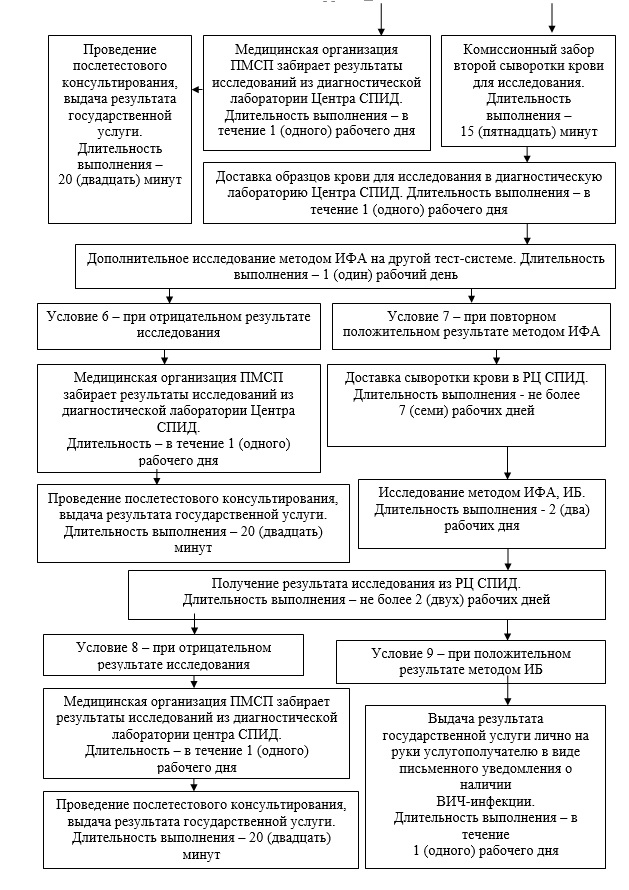 Проведение
послетестового
консультирования,
выдача результата
государственной
услуги.
Длительность
выполнения –
20 (двадцать) минут
Медицинская организация
ПМСП забирает результаты
исследований из диагностической
лаборатории Центра СПИД.
Длительность выполнения – в
течение 1 (одного) рабочего дня
Комиссионный забор
второй сыворотки крови
для исследования.
Длительность
выполнения –
15 (пятнадцать) минут
Доставка образцов крови для исследования в диагностическую
лабораторию Центра СПИД. Длительность выполнения – в
течение 1 (одного) рабочего дня
Дополнительное исследование методом ИФА на другой тест-системе. Длительность
выполнения – 1 (один) рабочий день
Условие 6 – при отрицательном результате
исследования
Условие 7 – при повторном
положительном результате методом ИФА
Медицинская организация ПМСП
забирает результаты исследований из
диагностической лаборатории Центра
СПИД.
Длительность – в течение 1 (одного)
рабочего дня
Доставка сыворотки крови в РЦ СПИД.
Длительность выполнения - не более
7 (семи) рабочих дней
Проведение послетестового консультирования,
выдача результата государственной услуги.
Длительность выполнения – 20 (двадцать)
минут
Исследование методом ИФА, ИБ.
Длительность выполнения - 2 (два)
рабочих дня
Получение результата исследования из РЦ СПИД.
Длительность выполнения – не более 2 (двух) рабочих дней
Условие 8 – при отрицательном
результате исследования
Условие 9 – при положительном
результате методом ИБ
Медицинская организация ПМСП забирает
результаты исследований из диагностической
лаборатории центра СПИД.
Длительность – в течение 1 (одного)
рабочего дня
Выдача результата
государственной услуги лично на
руки услугополучателю в виде
письменного уведомления о
наличии
ВИЧ-инфекции.
Длительность выполнения – в
течение
1 (одного) рабочего дня
Проведение послетестового консультирования,
выдача результата государственной услуги.
Длительность выполнения – 20 (двадцать)
минут